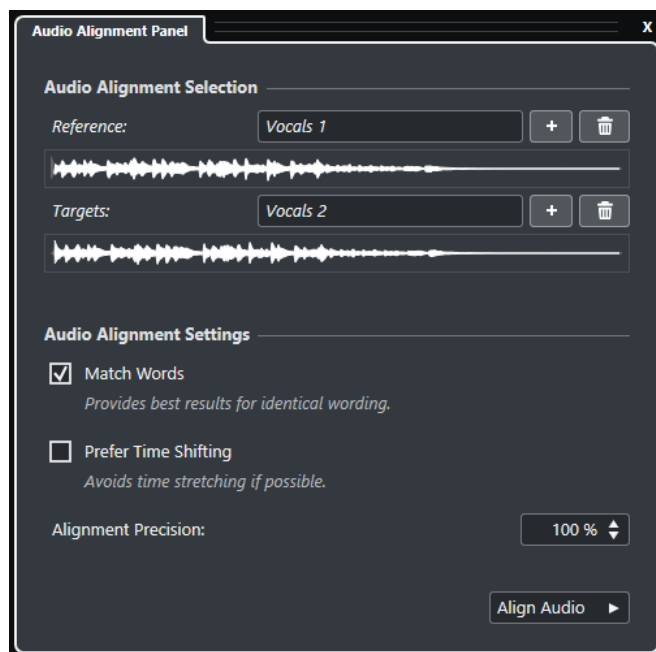 Audio Alignment Panel
X
Audio Alignment Selection
Reference:
Vocals 1
+
Targets:
Vocals 2
+
Audio Alignment Settings
Match Words
Provides best results for identical wording.
Prefer Time Shifting
Avoids time stretching if possible.
Alignment Precision:
100 %
Align Audio